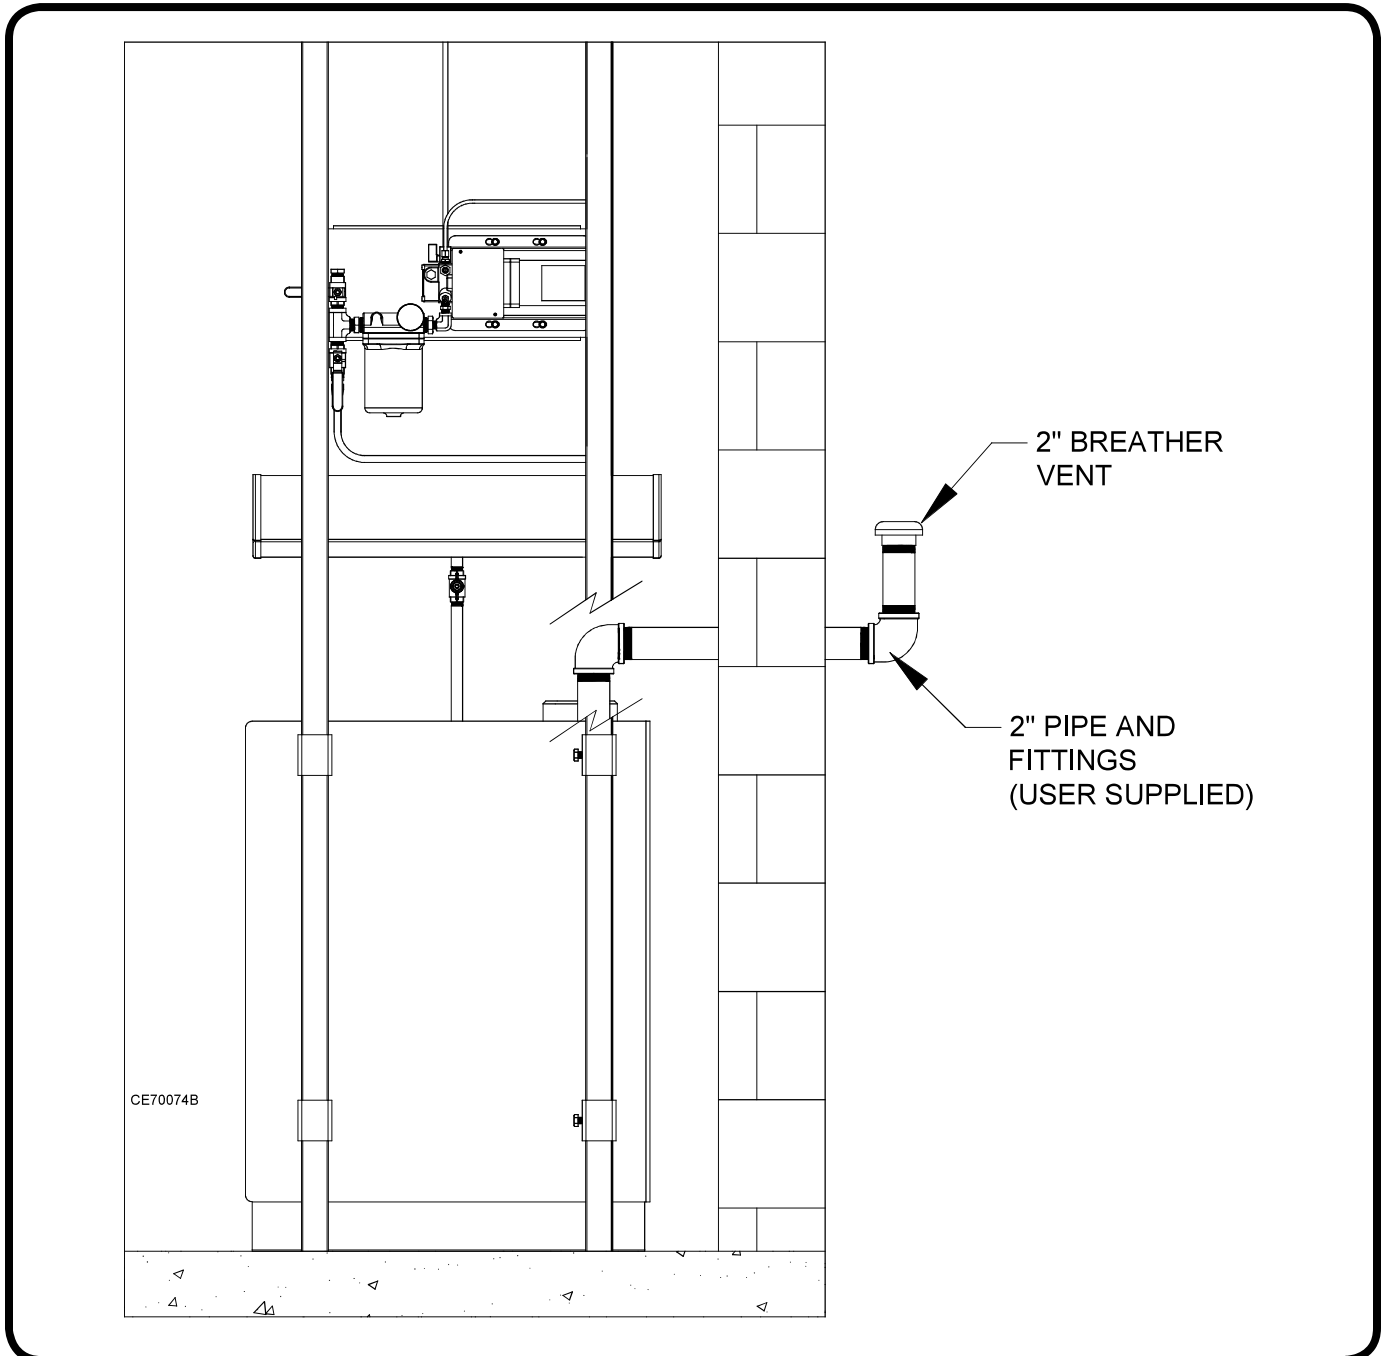 2" BREATHER
VENT
2" PIPE AND
FITTINGS
(USER SUPPLIED)
CE70074B